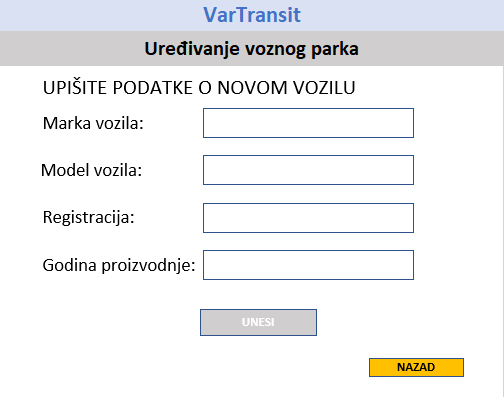 VarTransit
Uređivanje voznog parka
UPIŠITE PODATKE O NOVOM VOZILU
Marka vozila:
Model vozila:
Registracija:
Godina proizvodnje:
UNESI
NAZAD